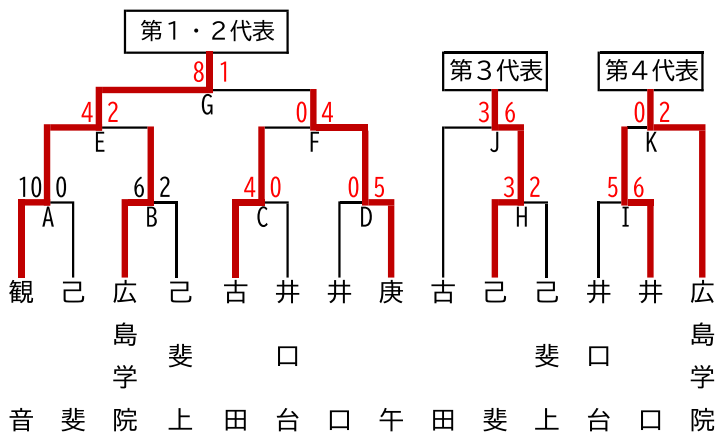 第１・２代表
第３代表
第４代表
8 1
G
4 2
E
0 4
F
3 6
J
0 2
K
10 0
A
6 2
B
4 0
C
0 5
D
3 2
H
5 6
I
観音
己斐
広島学院
己斐上
古田
井口台
井口
庚午
古田
己斐
己斐上
井口台
井口
広島学院